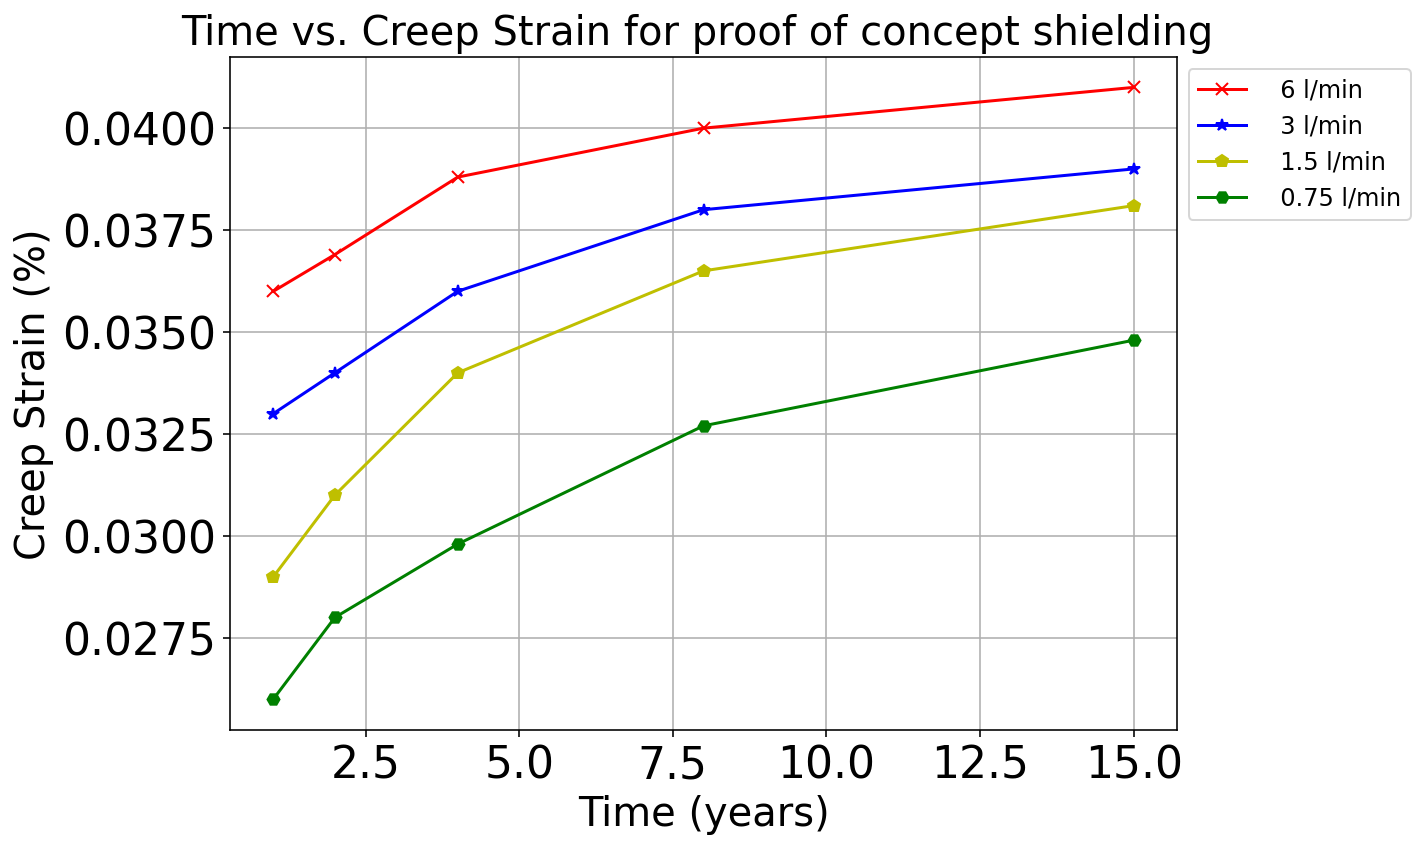 Time vs. Creep Strain for proof of concept shielding
6 l/min
3 l/min
1.5 l/min
0.75 l/min
0.0400
0.0375
0.0350
0.0325
0.0300
0.0275
Creep Strain (%)
2.5 5.0 7.5 10.0 12.5 15.0
Time (years)